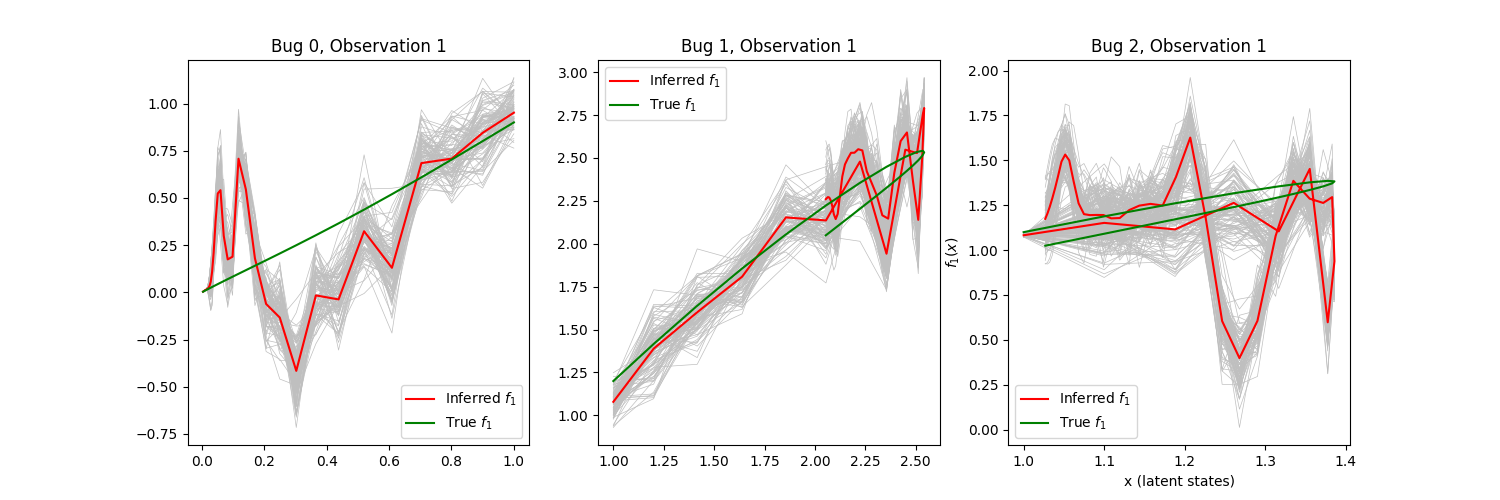 Bug 0, Observation 1
1.00
0.75
0.50
0.25
0.00
−0.25
−0.50
−0.75
Inferred f₁
True f₁
0.0 0.2 0.4 0.6 0.8 1.0
Bug 1, Observation 1
Inferred f₁
True f₁
3.00
2.75
2.50
2.25
2.00
1.75
1.50
1.25
1.00
1.00 1.25 1.50 1.75 2.00 2.25 2.50
Bug 2, Observation 1
f₁(x)
2.00
1.75
1.50
1.25
1.00
0.75
0.50
0.25
0.00
Inferred f₁
True f₁
1.0 1.1 1.2 1.3 1.4
x (latent states)